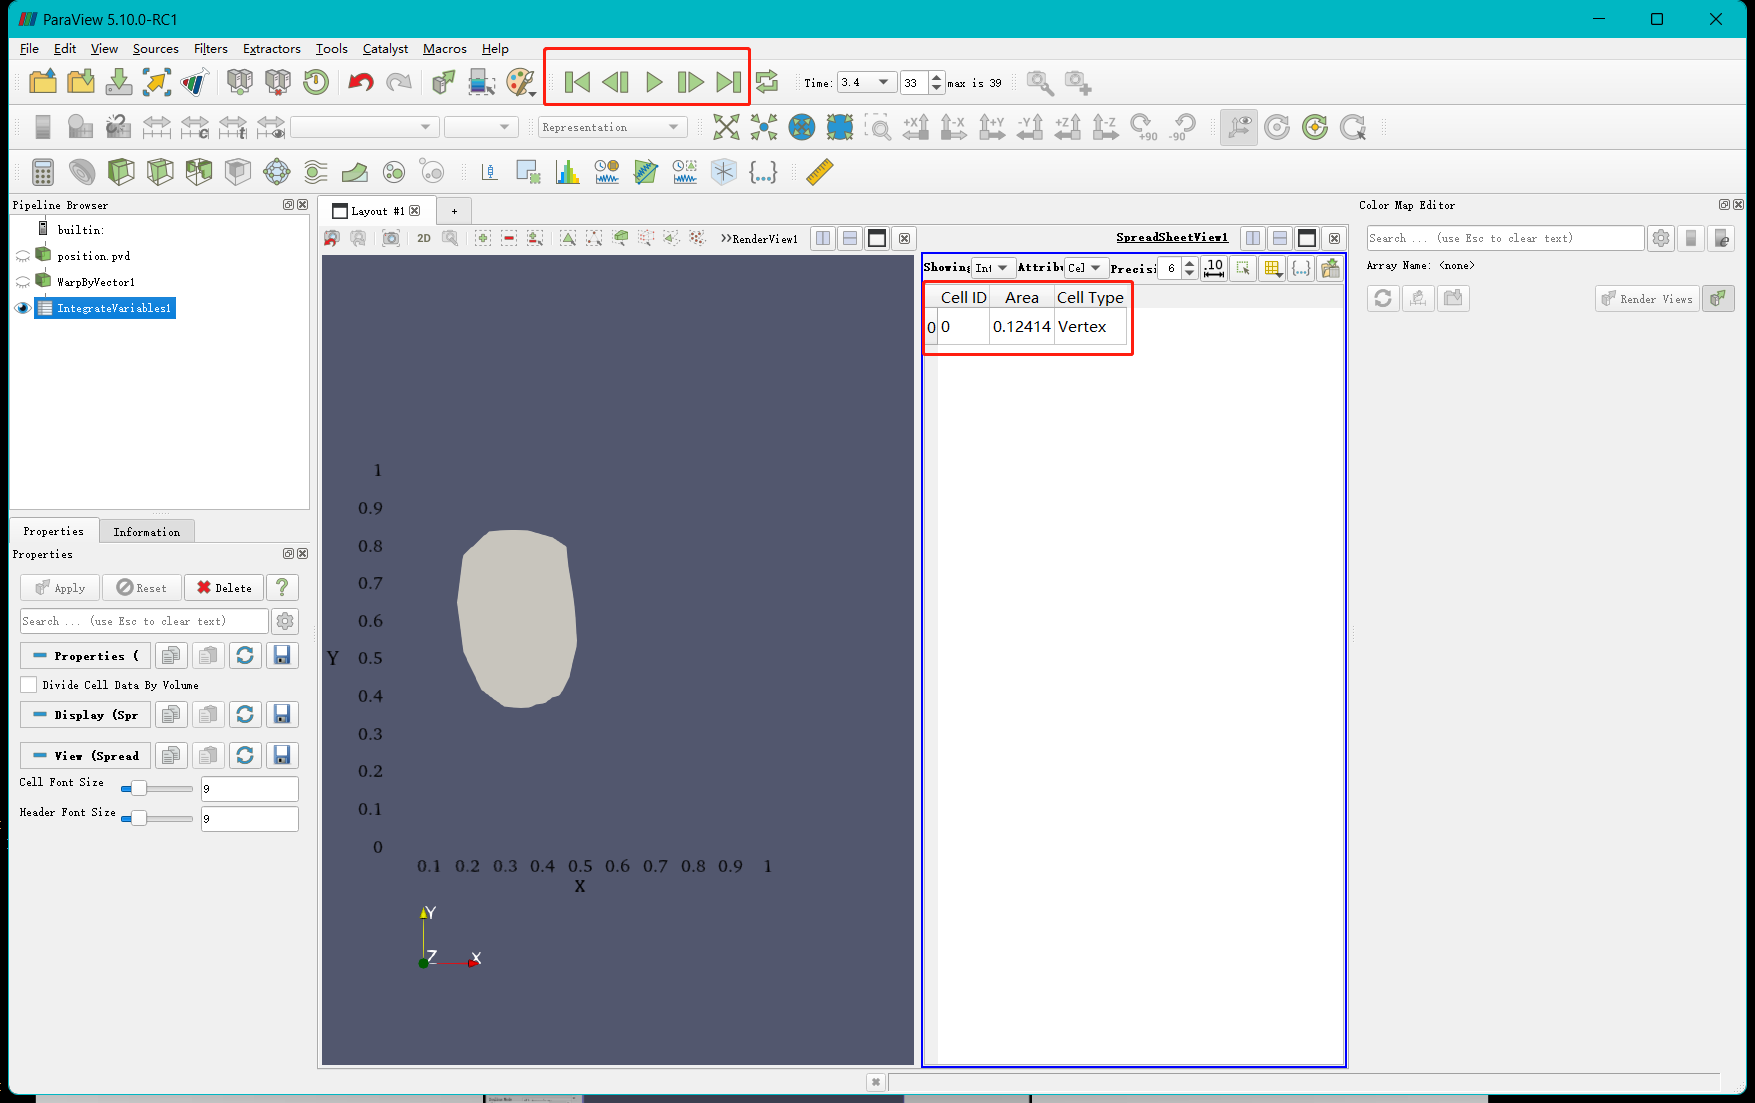 ParaView 5.10.0-RC1
File Edit View Sources Filters Extractors Tools Catalyst Macros Help
Time: 3.4 33 max is 39
Representation +X -X +Y -Y +Z -Z +90 -90
Pipeline Browser
builtin:
position.pvd
WarpByVector1
IntegrateVariables1
Properties Information
Properties
Apply Reset Delete ?
Search ... (use Esc to clear text)
Properties (
Divide Cell Data By Volume
Display (Spr
View (Spread
Cell Font Size 9
Header Font Size 9
Layout #1 +
2D >>RenderView1
1
0.9
0.8
0.7
0.6
Y 0.5
0.4
0.3
0.2
0.1
0
0.1 0.2 0.3 0.4 0.5 0.6 0.7 0.8 0.9 1
X
Y
Z X
SpreadSheetView1
Showing Int Attribu Cel Precisi 6 .10 {...}
Cell ID Area Cell Type
0 0 0.12414 Vertex
Color Map Editor
Search ... (use Esc to clear text)
Array Name: <none>
Render Views